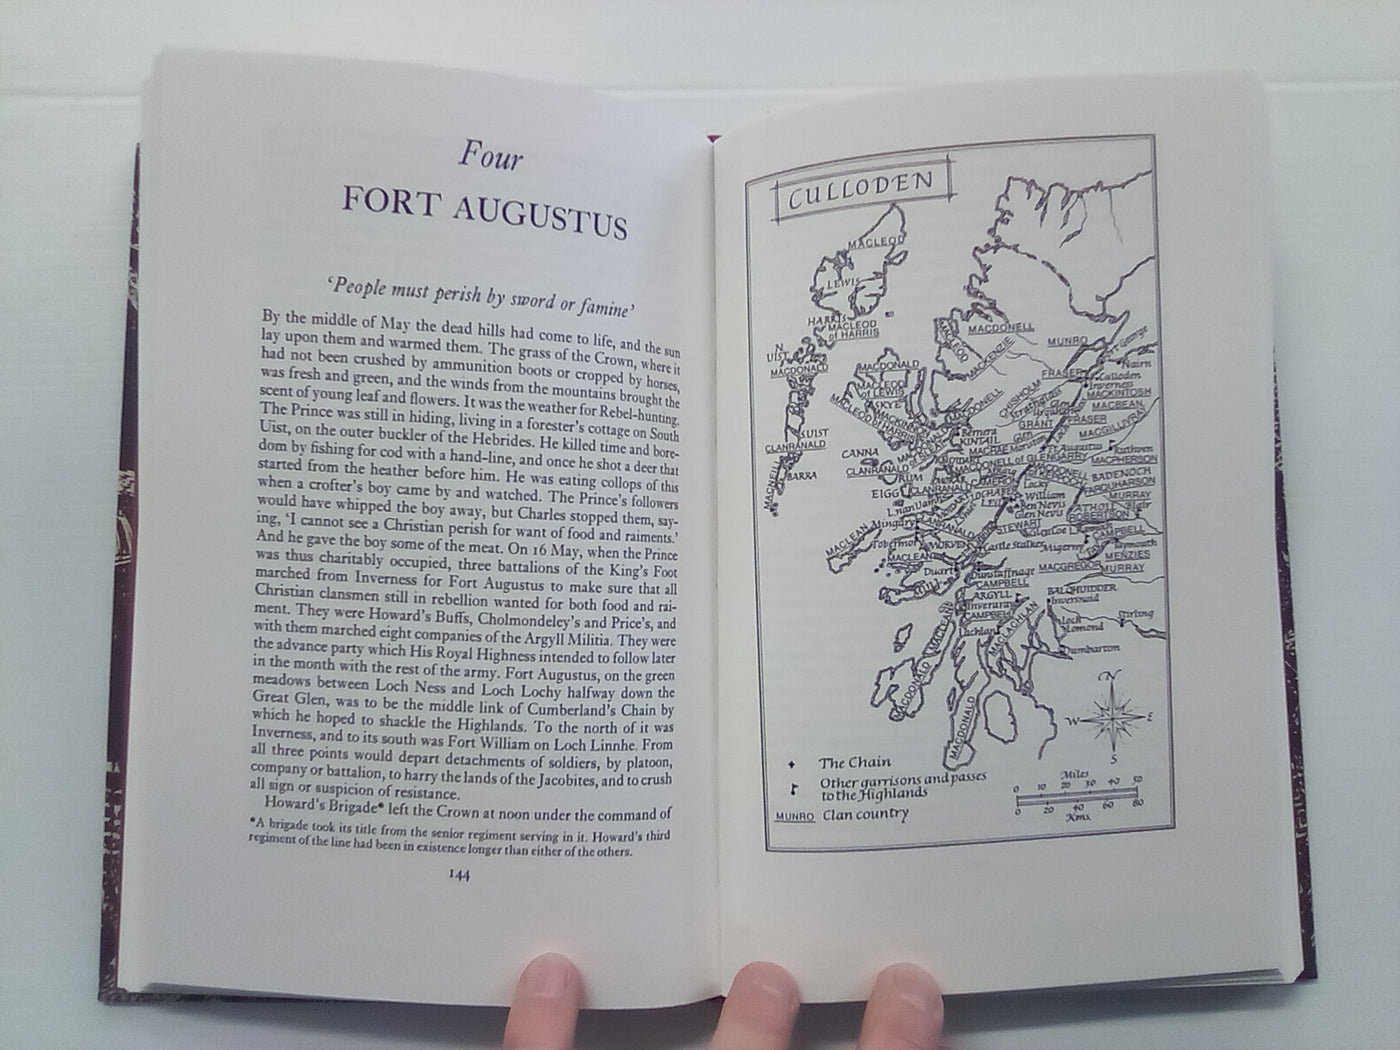 Four
FORT AUGUSTUS
‘People must perish by sword or famine’
By the middle of May the dead hills had come to life, and the sun
lay upon them and warmed them. The grass of the Crown, where it
had not been crushed by ammunition boots or cropped by horses,
was fresh and green, and the winds from the mountains brought the
scent of young leaf and flowers. It was the weather for Rebel-hunting.
The Prince was still in hiding, living in a forester's cottage on South
Uist, on the outer buckler of the Hebrides. He killed time and bore-
dom by fishing for cod with a hand-line, and once he shot a deer that
started from the heather before him. He was eating collops of this
when a crofter's boy came by and watched. The Prince's followers
would have whipped the boy away, but Charles stopped them, say-
ing, ‘I cannot see a Christian perish for want of food and raiments.’
And he gave the boy some of the meat. On 16 May, when the Prince
was thus charitably occupied, three battalions of the King's Foot
marched from Inverness for Fort Augustus to make sure that all
Christian clansmen still in rebellion wanted for both food and rai-
ment. They were Howard's Buffs, Cholmondeley's and Price's, and
with them marched eight companies of the Argyll Militia. They were
the advance party which His Royal Highness intended to follow later
in the month with the rest of the army. Fort Augustus, on the green
meadows between Loch Ness and Loch Lochy halfway down the
Great Glen, was to be the middle link of Cumberland's Chain by
which he hoped to shackle the Highlands. To the north of it was
Inverness, and to its south was Fort William on Loch Linnhe. From
all three points would depart detachments of soldiers, by platoon,
company or battalion, to harry the lands of the Jacobites, and to crush
all sign or suspicion of resistance.
Howard's Brigade* left the Crown at noon under the command of
*A brigade took its title from the senior regiment serving in it. Howard's third
regiment of the line had been in existence longer than either of the others.
144
CULLODEN
MACLEOD
LEWIS
HARRIS
MACLEOD
of HARRIS
MACDONELL
MUNRO
MACLEOD
MACKENZIE
N.
UIST
MACDONALD
MACDONALD
MACLEOD
of LEWIS
SKYE
Nairn
FRASER
Culloden
Inverness
MACKINTOSH
CHISHOLM
MACBEAN
GRANT
FRASER
MACGILLIVRAY
S UIST
CLANRANALD
KINTAIL
MACRAE
Ruthven
MACDONELL of GLENGARRY
MACPHERSON
CANNA
CLANRANALD
RUM
BADENOCH
FARQUHARSON
BARRA
MACNEIL
EIGG
William
Ben Nevis
Glen Nevis
MURRAY
ATHOLL
Blair
ROBERTSON
Mingary
STEWART
CAMPBELL
MACLEAN
Tobermory
MORVEN
Castle Stalker
MENZIES
MACLEAN
Duart
MULL
Dunstaffnage
CAMPBELL
MACGREGOR
MURRAY
ARGYLL
Inveraray
CAMPBELL
BALQUHIDDER
Inversnaid
Stirling
Loch
Lomond
MACLACHLAN
Dumbarton
MACDONALD
MACDONALD
N
W
E
S
The Chain
Other garrisons and passes
to the Highlands
MUNRO Clan country
Miles
0 10 20 30 40 50
0 20 40 60 80
Kms.